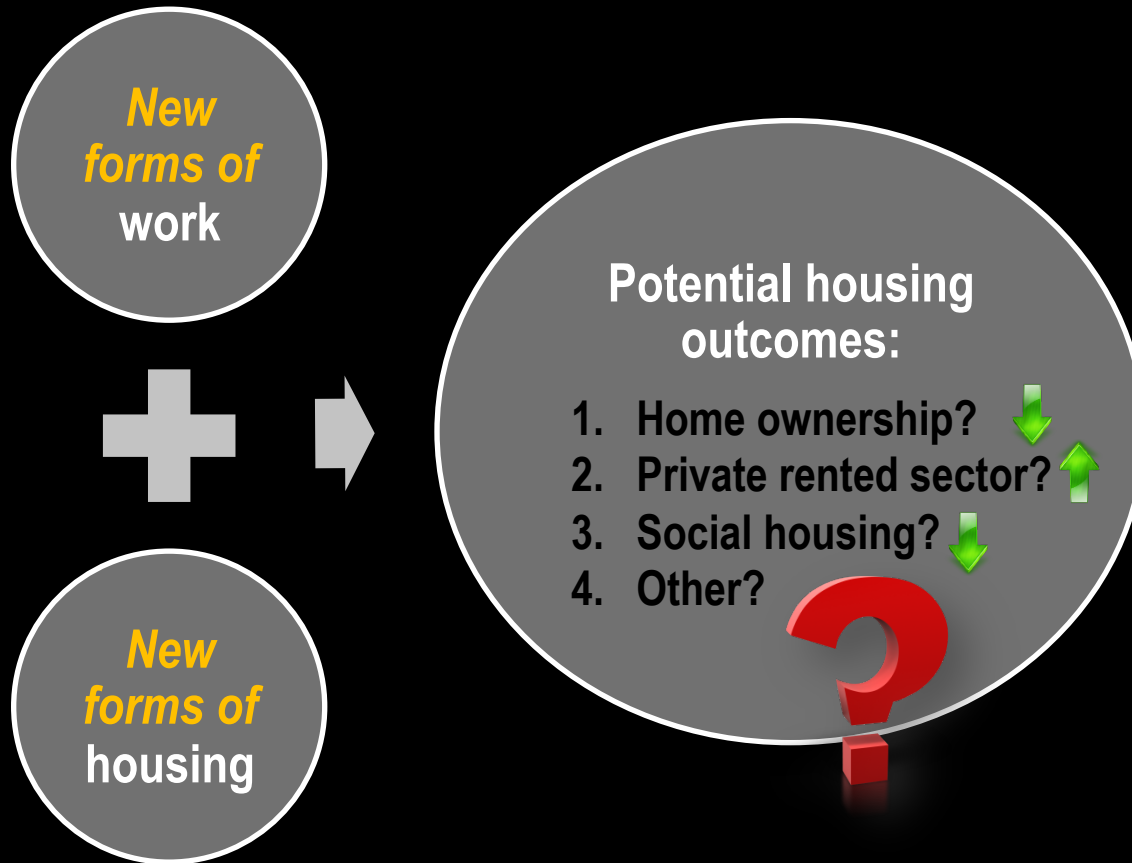 New
forms of
work
New
forms of
housing
Potential housing
outcomes:
1. Home ownership?
2. Private rented sector?
3. Social housing?
4. Other?
?